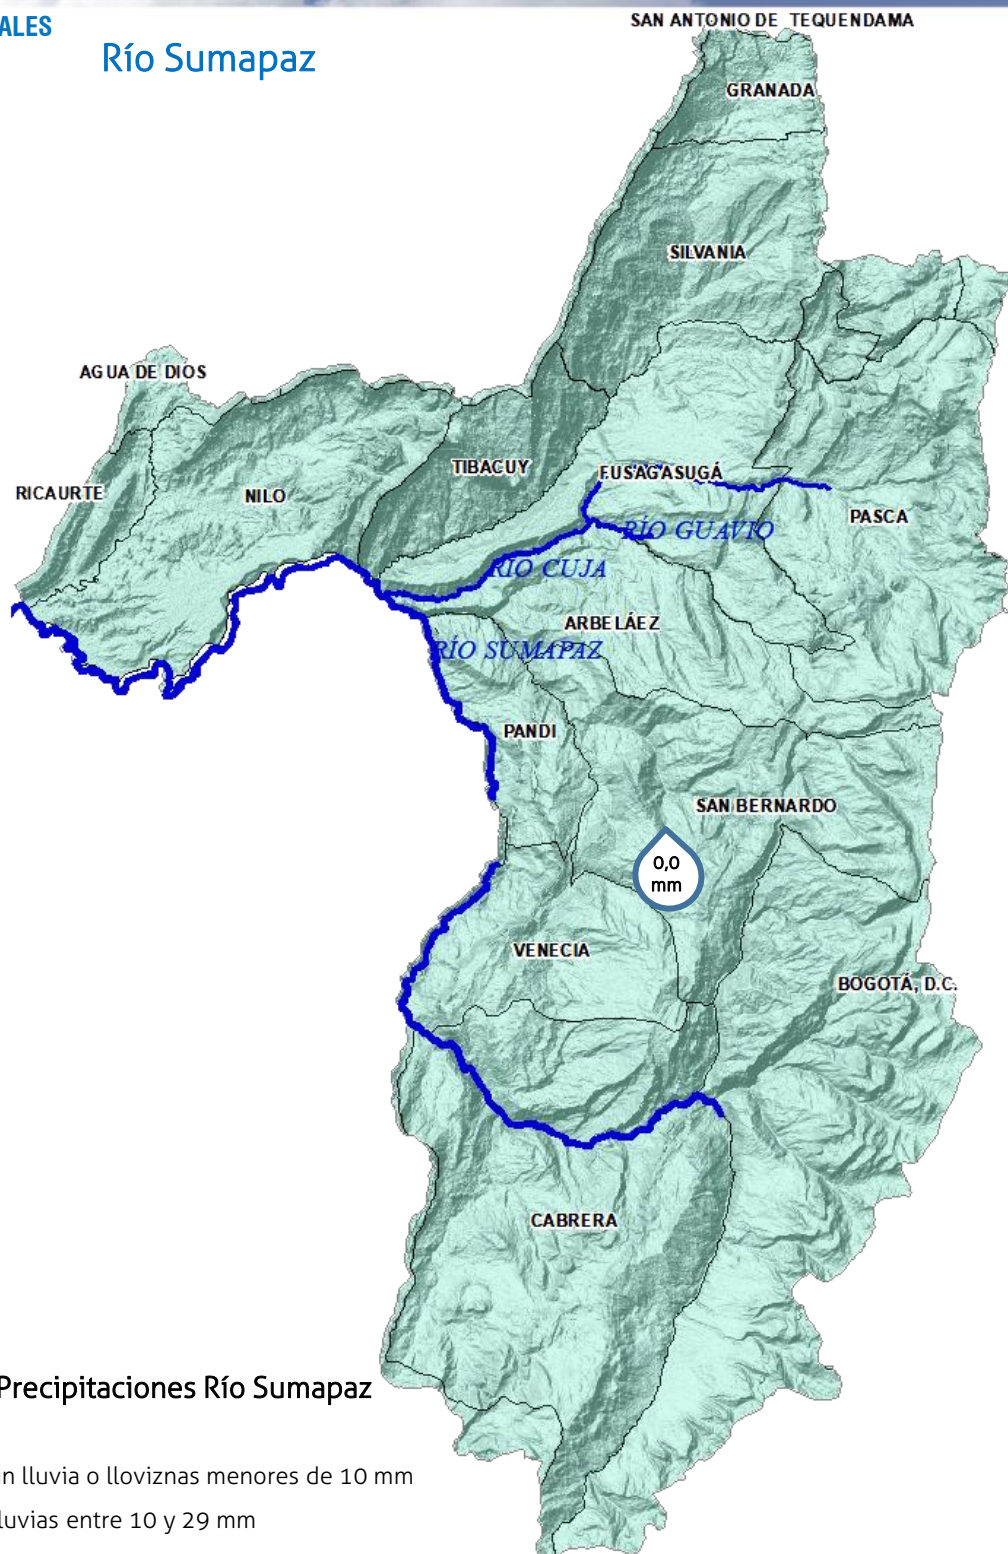 ALES
SAN ANTONIO DE TEQUENDAMA
Río Sumapaz
GRANADA
SILVANIA
AGUA DE DIOS
TIBACUY
FUSAGASUGÁ
RICAURTE
NILO
PASCA
RÍO GUAVIO
RÍO CUJA
ARBELÁEZ
RÍO SUMAPAZ
PANDI
SAN BERNARDO
0,0
mm
VENECIA
BOGOTÁ, D.C.
CABRERA
Precipitaciones Río Sumapaz
n lluvia o lloviznas menores de 10 mm
luvias entre 10 y 29 mm